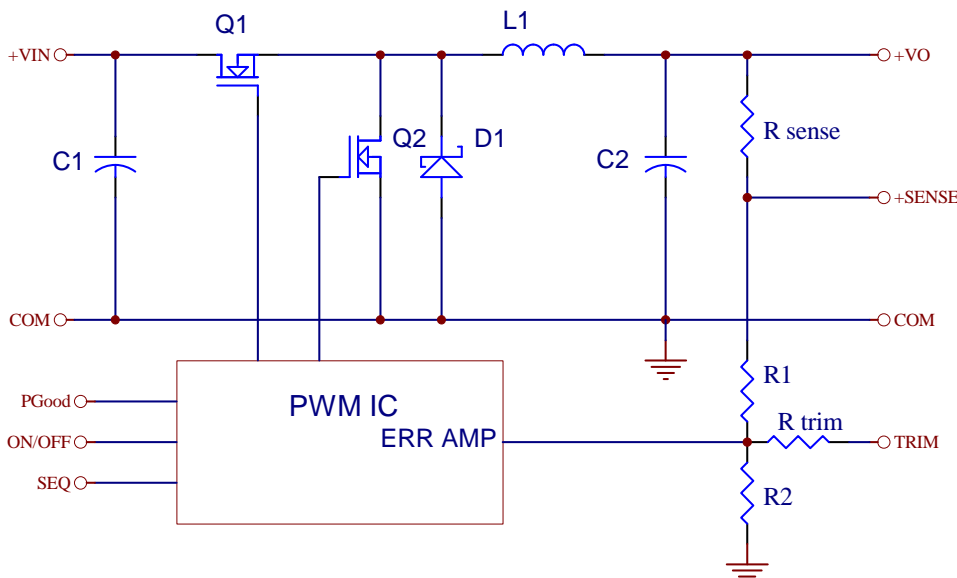 Q1
L1
+VIN
+VO
R sense
Q2
D1
C1
C2
+SENSE
COM
COM
R1
PWM IC
PGood
R trim
ERR AMP
ON/OFF
TRIM
SEQ
R2